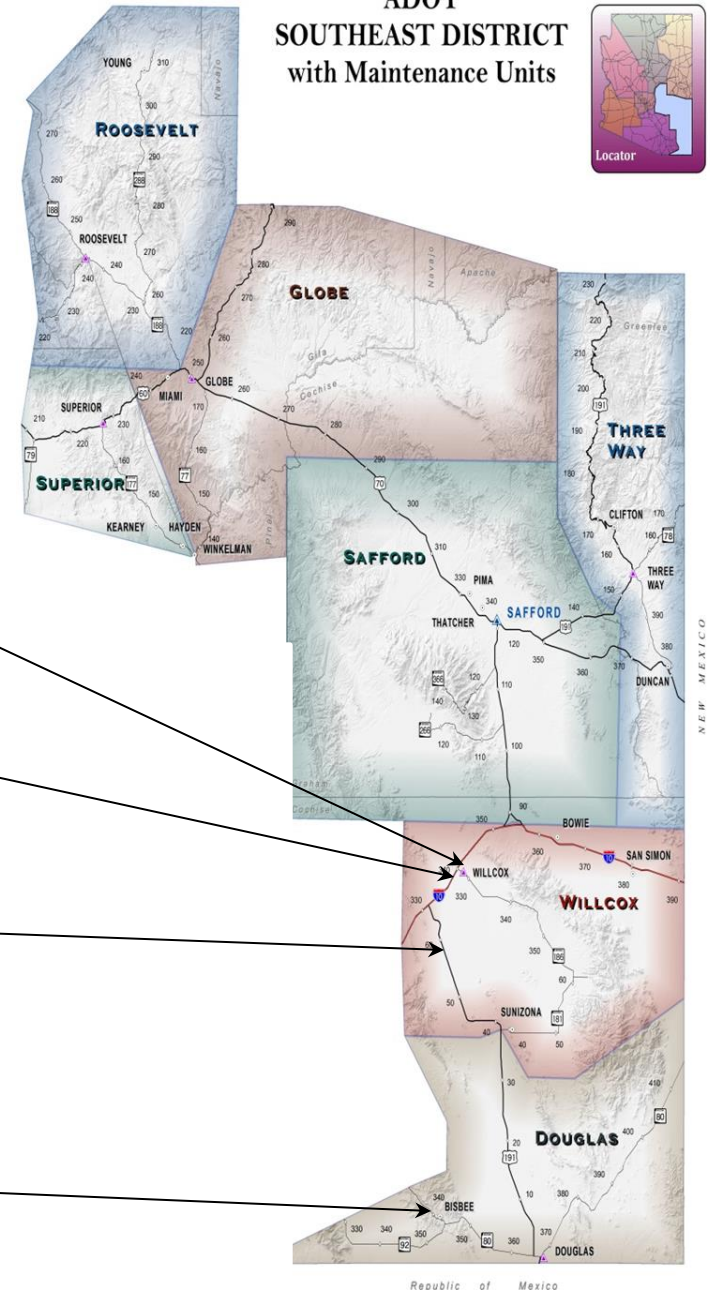 ADOT
SOUTHEAST DISTRICT
with Maintenance Units
Locator
YOUNG
310
Navajo
300
ROOSEVELT
270
290
260
288
188
280
250
ROOSEVELT
270
240
240
260
230
230
188
220
220
290
280
GLOBE
270
Navajo
Apache
260
Gila
250
240
60
MIAMI
GLOBE
260
Cochise
170
270
280
290
SUPERIOR
210
230
220
79
160
160
77
SUPERIOR
177
150
150
KEARNEY
HAYDEN
140
WINKELMAN
Pinal
230
220
Greenlee
210
200
191
190
THREE
WAY
180
CLIFTON
170
170
160
160
78
THREE
WAY
150
390
380
DUNCAN
NEW MEXICO
70
300
310
SAFFORD
330
PIMA
340
SAFFORD
THATCHER
140
191
120
350
370
360
366
120
110
140
130
266
120
110
100
Graham
Cochise
90
350
BOWIE
360
10
SAN SIMON
370
380
390
WILLCOX
10
330
330
WILLCOX
340
350
186
60
50
SUNIZONA
181
40
40
50
30
410
80
20
DOUGLAS
400
191
390
340
BISBEE
10
380
330
340
350
350
80
360
370
92
DOUGLAS
Republic of Mexico